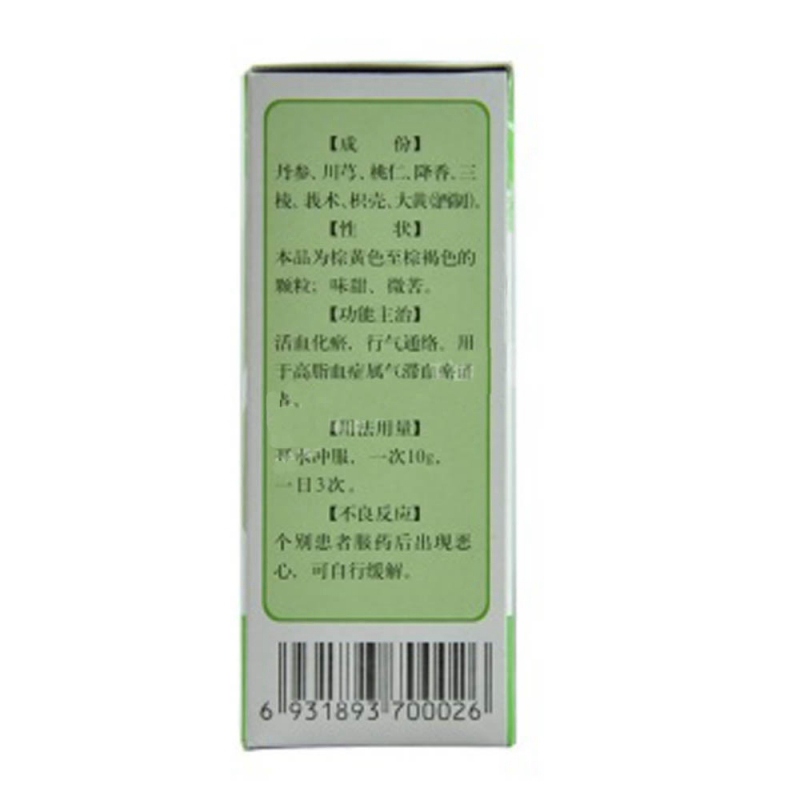 【成 份】
丹参、川芎、桃仁、降香、三
棱、莪术、枳壳、大黄(酒制)。
【性 状】
本品为棕黄色至棕褐色的
颗粒；味甜、微苦。
【功能主治】
活血化瘀，行气通络。用
于高脂血症属气滞血瘀
【用法用量】
开水冲服，一次10g，
一日3次。
【不良反应】
个别患者服药后出现恶
心，可自行缓解。
6 931893 700026